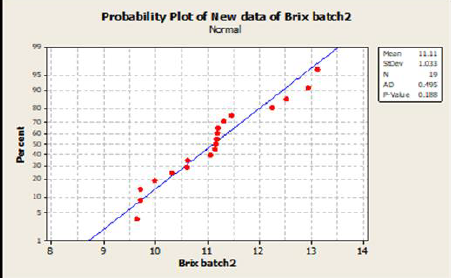 Probability Plot of New data of Brix batch2
Normal
Mean 11.11
StDev 1.033
N 19
AD 0.495
P-Value 0.188
Percent
99
95
90
80
70
60
50
40
30
20
10
5
1
8 9 10 11 12 13 14
Brix batch2